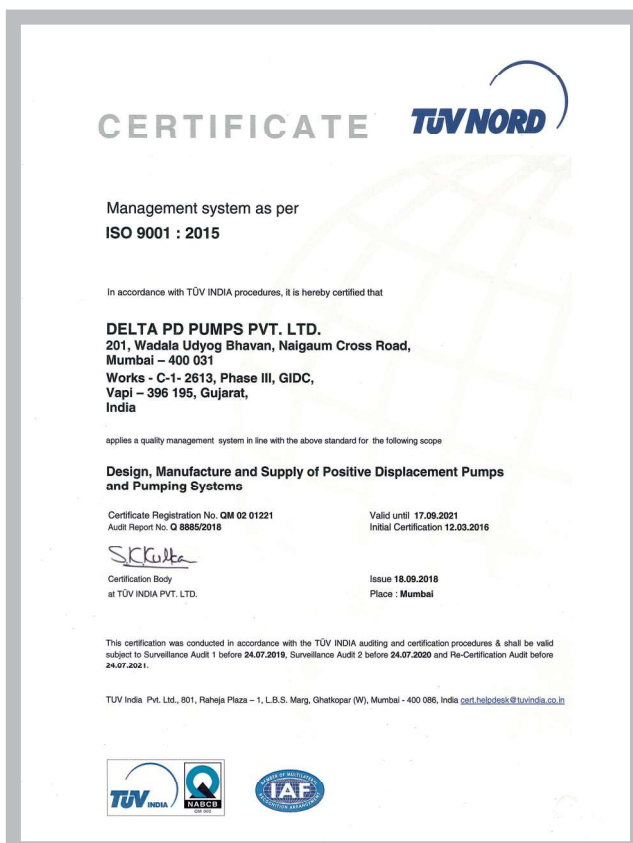 CERTIFICATE
TÜV NORD
Management system as per
ISO 9001 : 2015
In accordance with TÜV INDIA procedures, it is hereby certified that
DELTA PD PUMPS PVT. LTD.
201, Wadala Udyog Bhavan, Naigaum Cross Road,
Mumbai – 400 031
Works - C-1- 2613, Phase III, GIDC,
Vapi – 396 195, Gujarat,
India
applies a quality management system in line with the above standard for the following scope
Design, Manufacture and Supply of Positive Displacement Pumps
and Pumping Systems
Certificate Registration No. QM 02 01221
Audit Report No. Q 8885/2018
Valid until 17.09.2021
Initial Certification 12.03.2016
Certification Body
at TÜV INDIA PVT. LTD.
Issue 18.09.2018
Place : Mumbai
This certification was conducted in accordance with the TÜV INDIA auditing and certification procedures & shall be valid
subject to Surveillance Audit 1 before 24.07.2019, Surveillance Audit 2 before 24.07.2020 and Re-Certification Audit before
24.07.2021.
TUV India Pvt. Ltd., 801, Raheja Plaza – 1, L.B.S. Marg, Ghatkopar (W), Mumbai - 400 086, India cert.helpdesk@tuvindia.co.in
TÜV INDIA
NABCB
MEMBER OF MULTILATERAL
IAF
RECOGNITION ARRANGEMENT